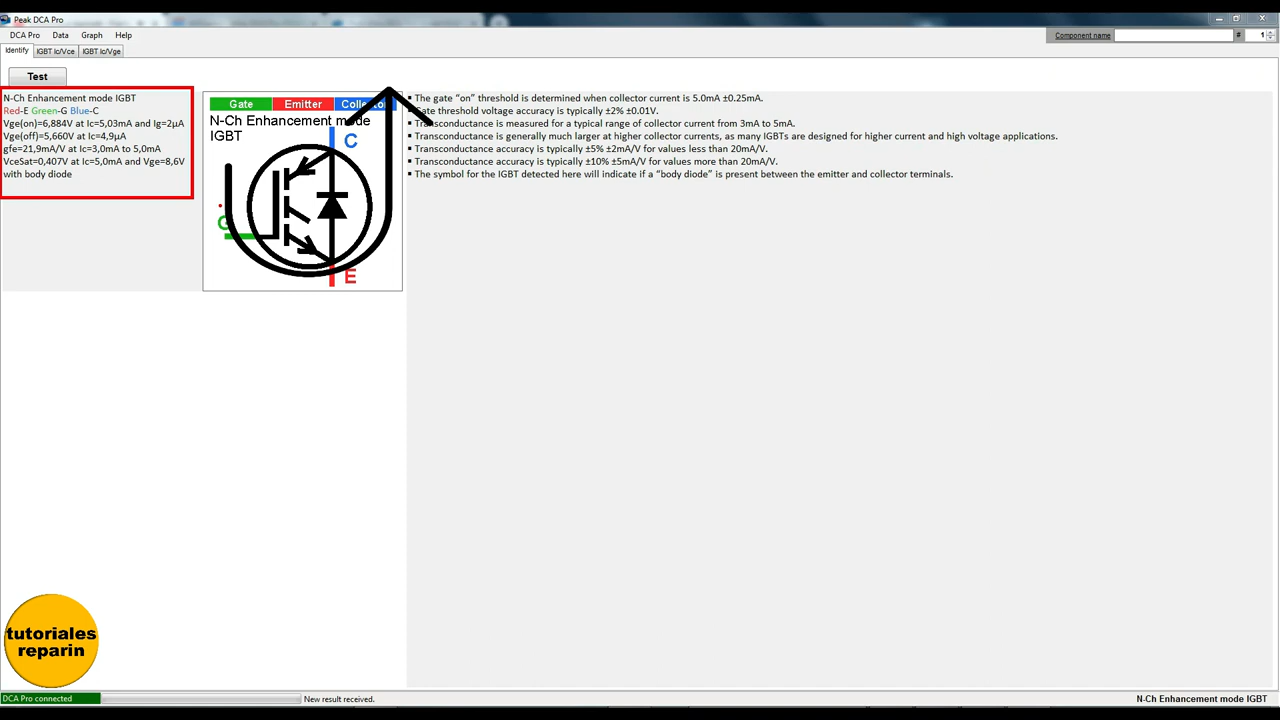 Peak DCA Pro
DCA Pro Data Graph Help
Component name # 1
Identify IGBT Ic/Vce IGBT Ic/Vge
Test
N-Ch Enhancement mode IGBT
Red-E Green-G Blue-C
Vge(on)=6,884V at Ic=5,03mA and Ig=2µA
Vge(off)=5,660V at Ic=4,9µA
gfe=21,9mA/V at Ic=3,0mA to 5,0mA
VceSat=0,407V at Ic=5,0mA and Vge=8,6V
with body diode
Gate Emitter Collector
N-Ch Enhancement mode
IGBT
C
G
E
▪ The gate “on” threshold is determined when collector current is 5.0mA ±0.25mA.
▪ Gate threshold voltage accuracy is typically ±2% ±0.01V.
▪ Transconductance is measured for a typical range of collector current from 3mA to 5mA.
▪ Transconductance is generally much larger at higher collector currents, as many IGBTs are designed for higher current and high voltage applications.
▪ Transconductance accuracy is typically ±5% ±2mA/V for values less than 20mA/V.
▪ Transconductance accuracy is typically ±10% ±5mA/V for values more than 20mA/V.
▪ The symbol for the IGBT detected here will indicate if a “body diode” is present between the emitter and collector terminals.
tutoriales
reparin
DCA Pro connected
New result received.
N-Ch Enhancement mode IGBT